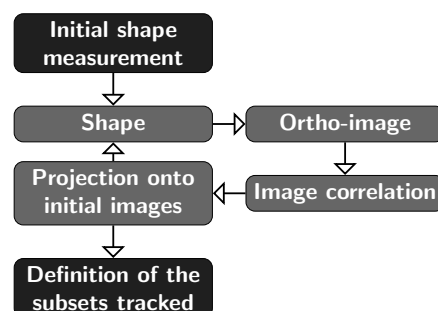 Initial shape
measurement
Shape
Ortho-image
Projection onto
initial images
Image correlation
Definition of the
subsets tracked